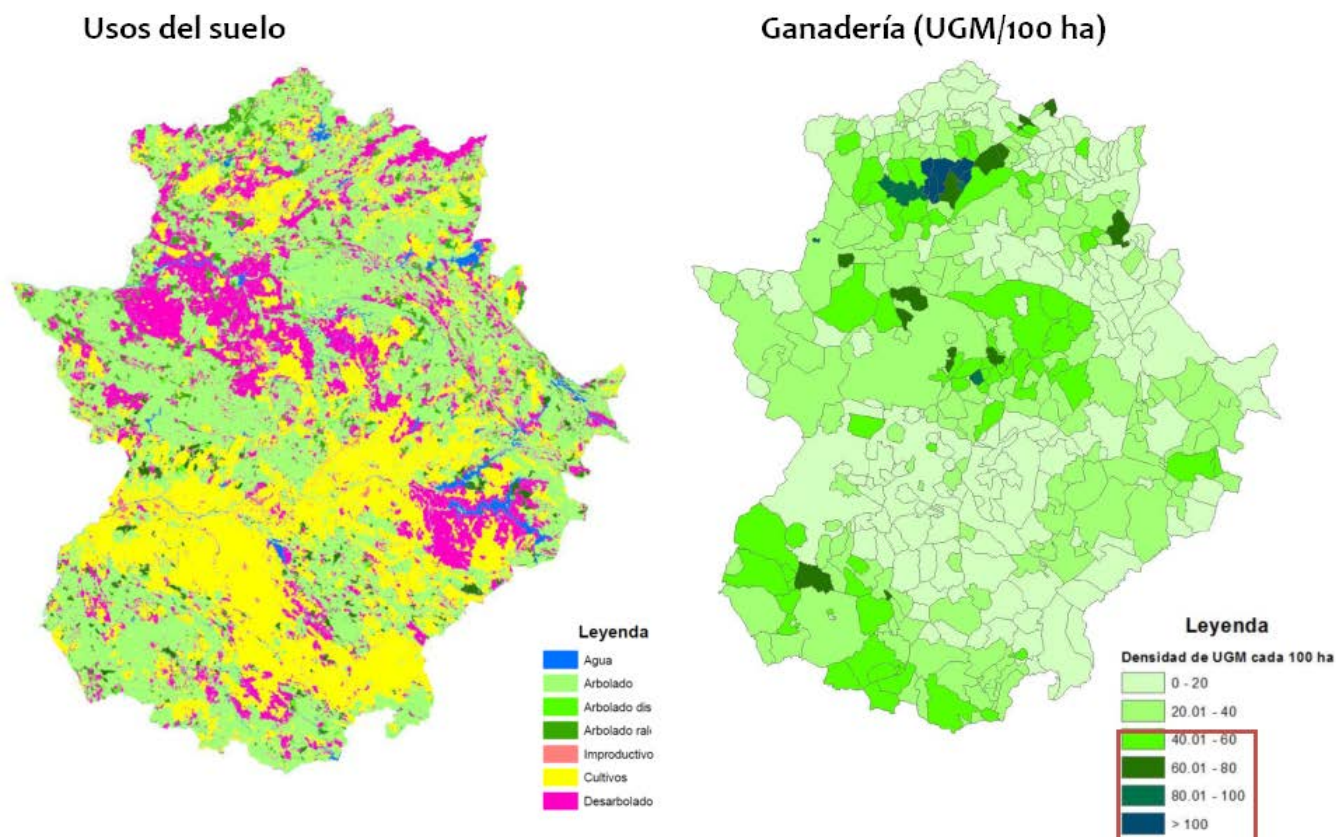 Usos del suelo
Ganadería (UGM/100 ha)
Leyenda
Agua
Arbolado
Arbolado dis
Arbolado ral
Improductivo
Cultivos
Desarbolado
Leyenda
Densidad de UGM cada 100 ha
0 - 20
20.01 - 40
40.01 - 60
60.01 - 80
80.01 - 100
> 100